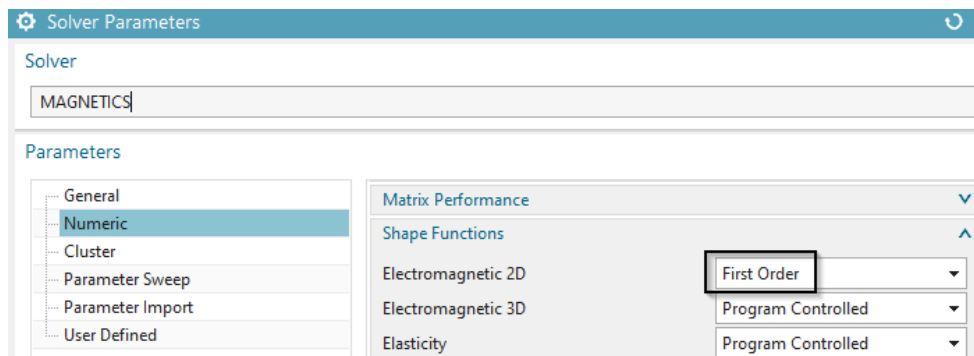 Solver Parameters
Solver
MAGNETICS
Parameters
General
Numeric
Cluster
Parameter Sweep
Parameter Import
User Defined
Matrix Performance
Shape Functions
Electromagnetic 2D First Order
Electromagnetic 3D Program Controlled
Elasticity Program Controlled